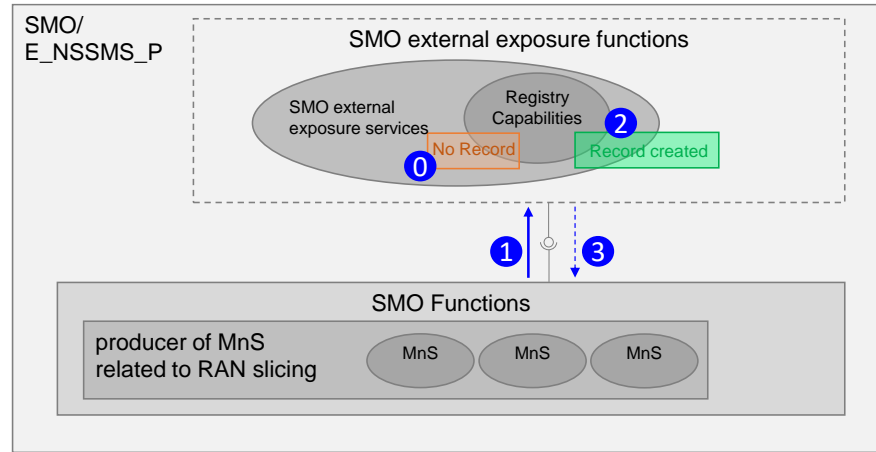 SMO/
E_NSSMS_P
SMO external exposure functions
SMO external
exposure services
Registry
Capabilities
2
No Record
Record created
0
1
3
SMO Functions
producer of MnS
related to RAN slicing
MnS
MnS
MnS